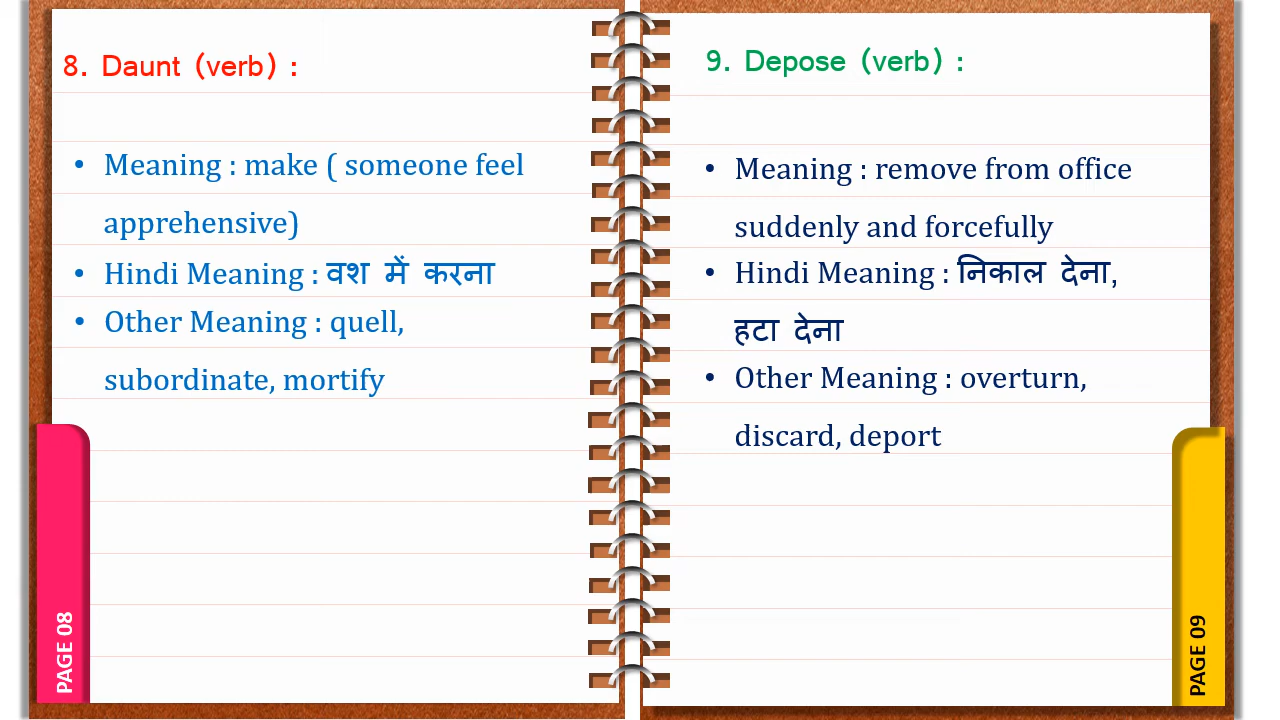 8. Daunt (verb) :
• Meaning : make ( someone feel
apprehensive)
• Hindi Meaning : वश में करना
• Other Meaning : quell,
subordinate, mortify
PAGE 08
9. Depose (verb) :
• Meaning : remove from office
suddenly and forcefully
• Hindi Meaning : निकाल देना,
हटा देना
• Other Meaning : overturn,
discard, deport
PAGE 09